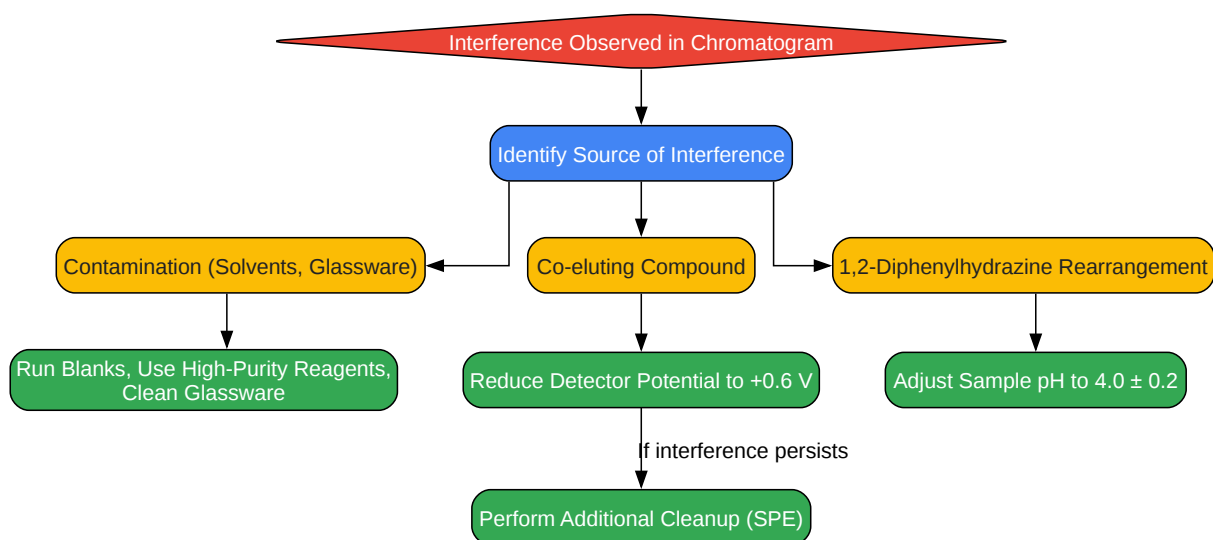 Interference Observed in Chromatogram
Identify Source of Interference
Contamination (Solvents, Glassware)
Co-eluting Compound
1,2-Diphenylhydrazine Rearrangement
Run Blanks, Use High-Purity Reagents,
Clean Glassware
Reduce Detector Potential to +0.6 V
Adjust Sample pH to 4.0 ± 0.2
If interference persists
Perform Additional Cleanup (SPE)